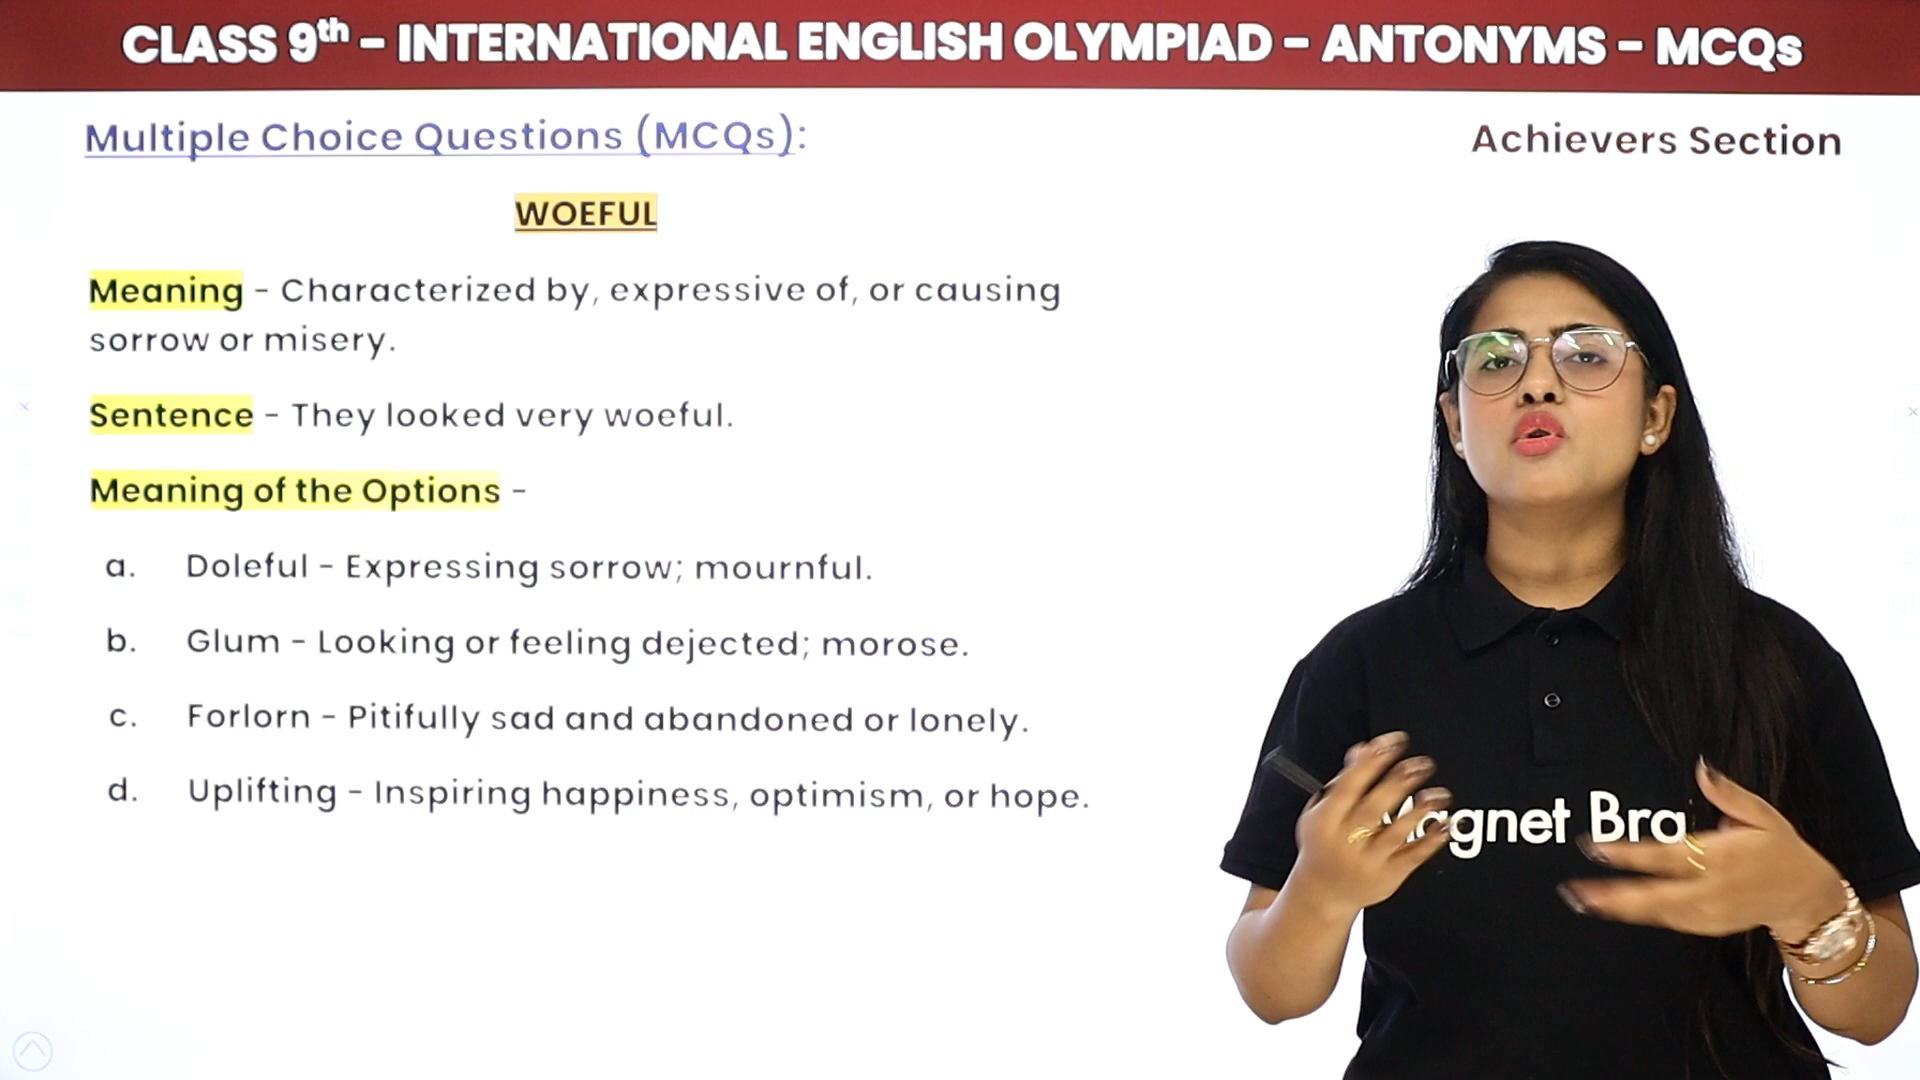 CLASS 9th - INTERNATIONAL ENGLISH OLYMPIAD - ANTONYMS - MCQs
Multiple Choice Questions (MCQs):
Achievers Section
WOEFUL
Meaning - Characterized by, expressive of, or causing
sorrow or misery.
Sentence - They looked very woeful.
Meaning of the Options -
a. Doleful - Expressing sorrow; mournful.
b. Glum - Looking or feeling dejected; morose.
c. Forlorn - Pitifully sad and abandoned or lonely.
d. Uplifting - Inspiring happiness, optimism, or hope.
agnet Bra